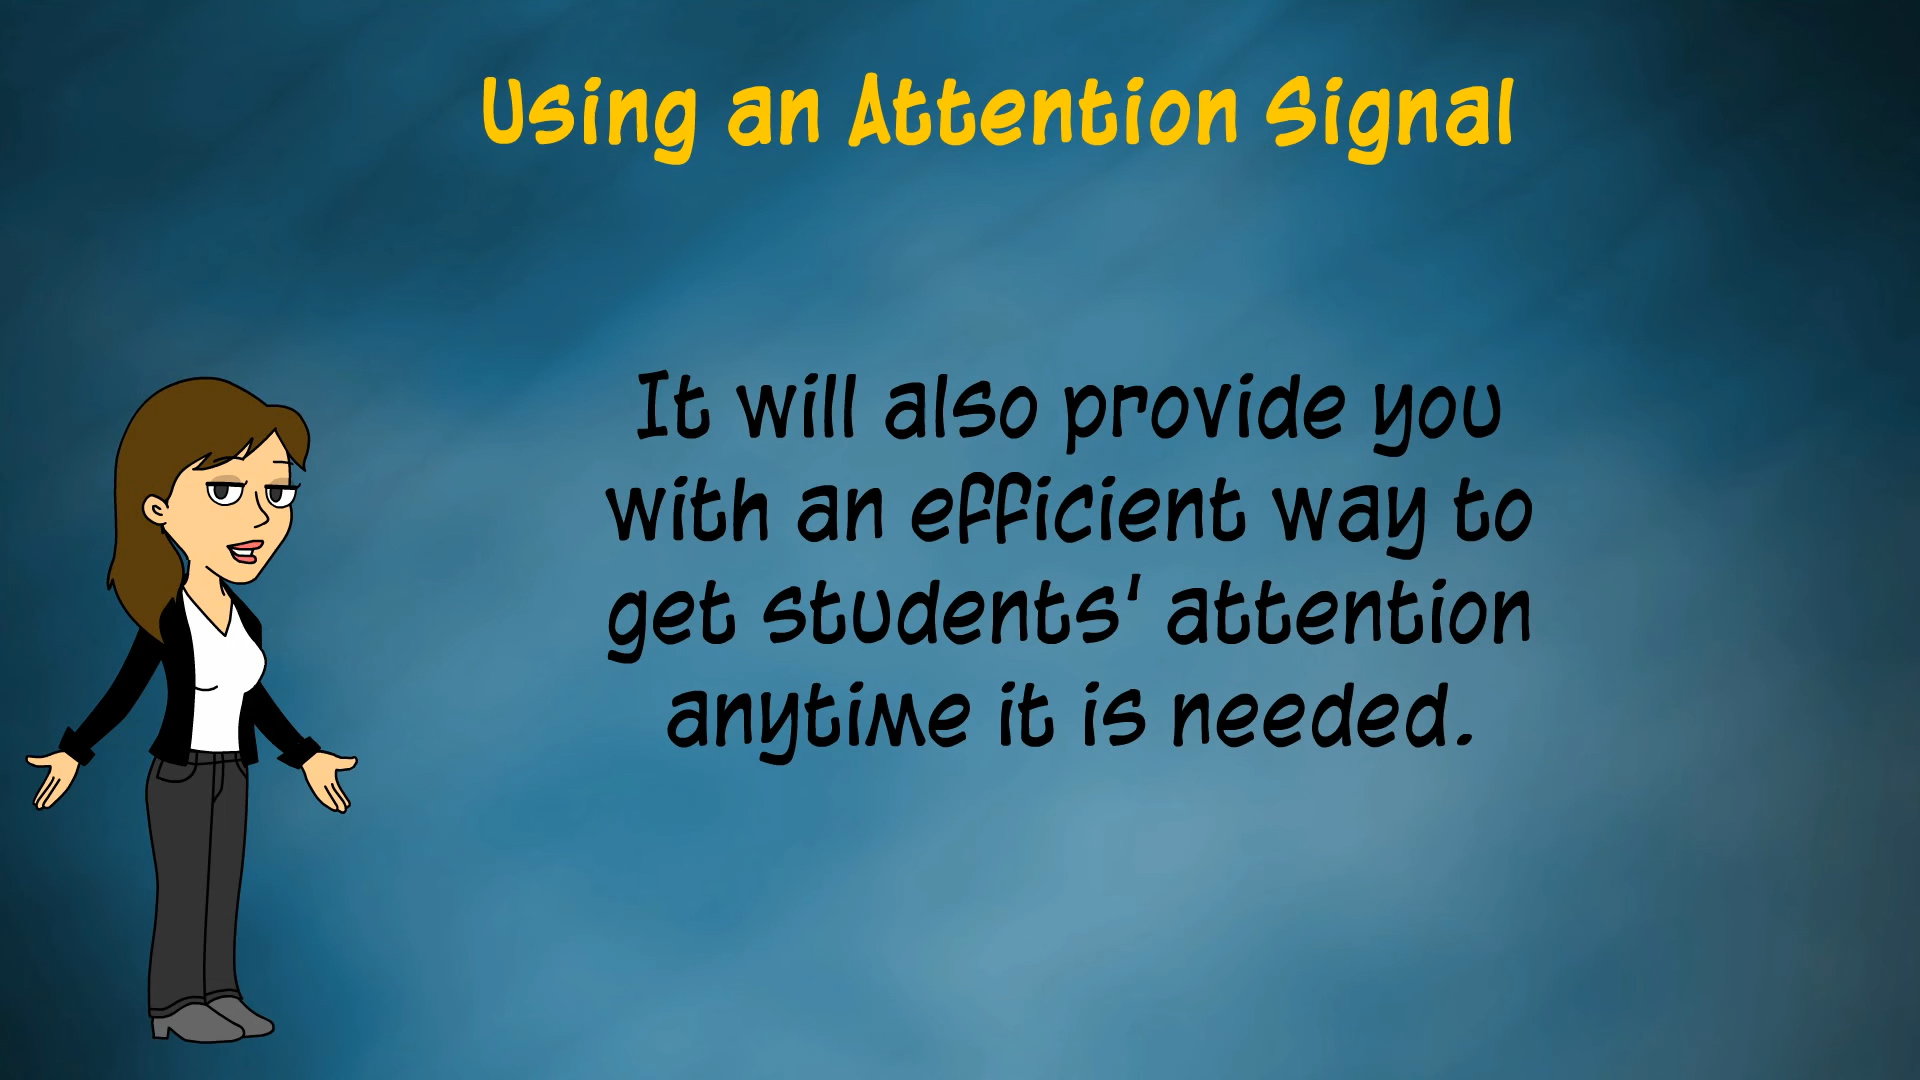 Using an Attention Signal
It will also provide you
with an efficient way to
get students' attention
anytime it is needed.